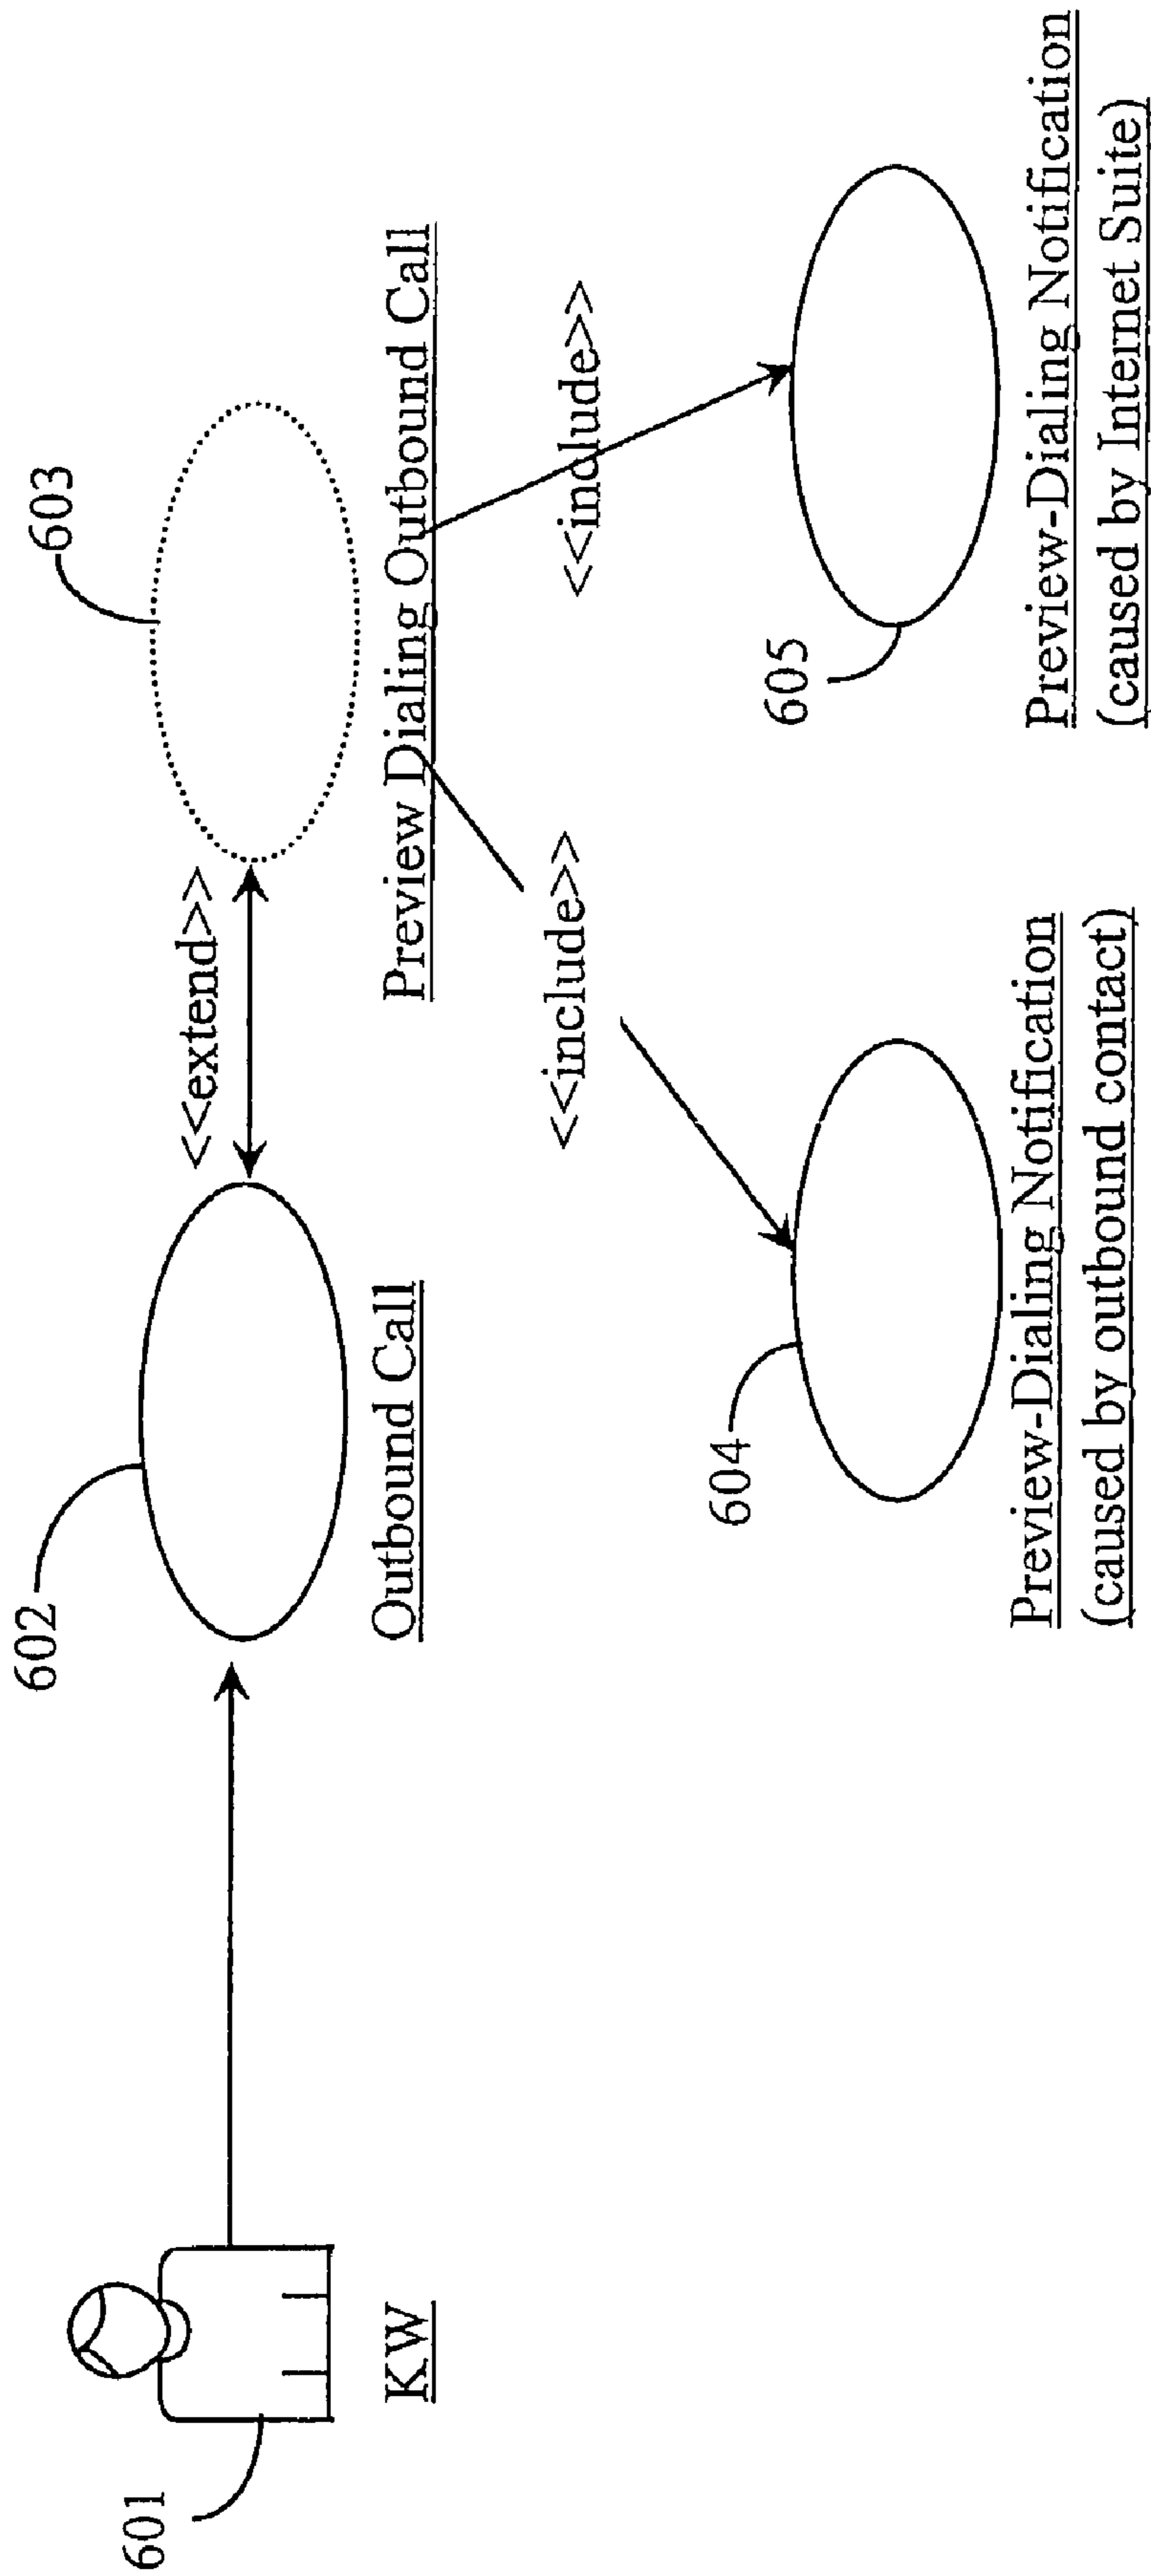 603
602
<<extend>>
601
KW
Outbound Call
Preview Dialing Outbound Call
<<include>>
<<include>>
604
605
Preview-Dialing Notification
(caused by outbound contact)
Preview-Dialing Notification
(caused by Internet Suite)